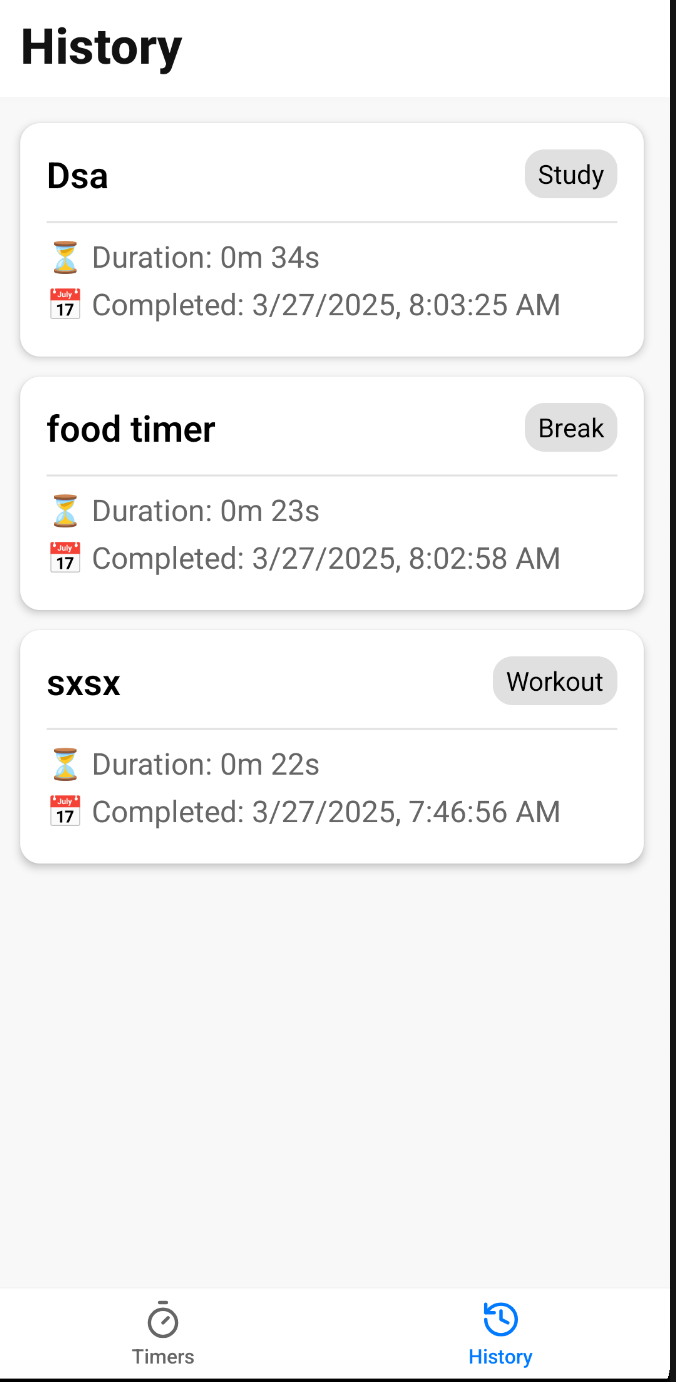 History
Dsa
Study
⏳ Duration: 0m 34s
📅 Completed: 3/27/2025, 8:03:25 AM
food timer
Break
⏳ Duration: 0m 23s
📅 Completed: 3/27/2025, 8:02:58 AM
sxsx
Workout
⏳ Duration: 0m 22s
📅 Completed: 3/27/2025, 7:46:56 AM
Timers
History